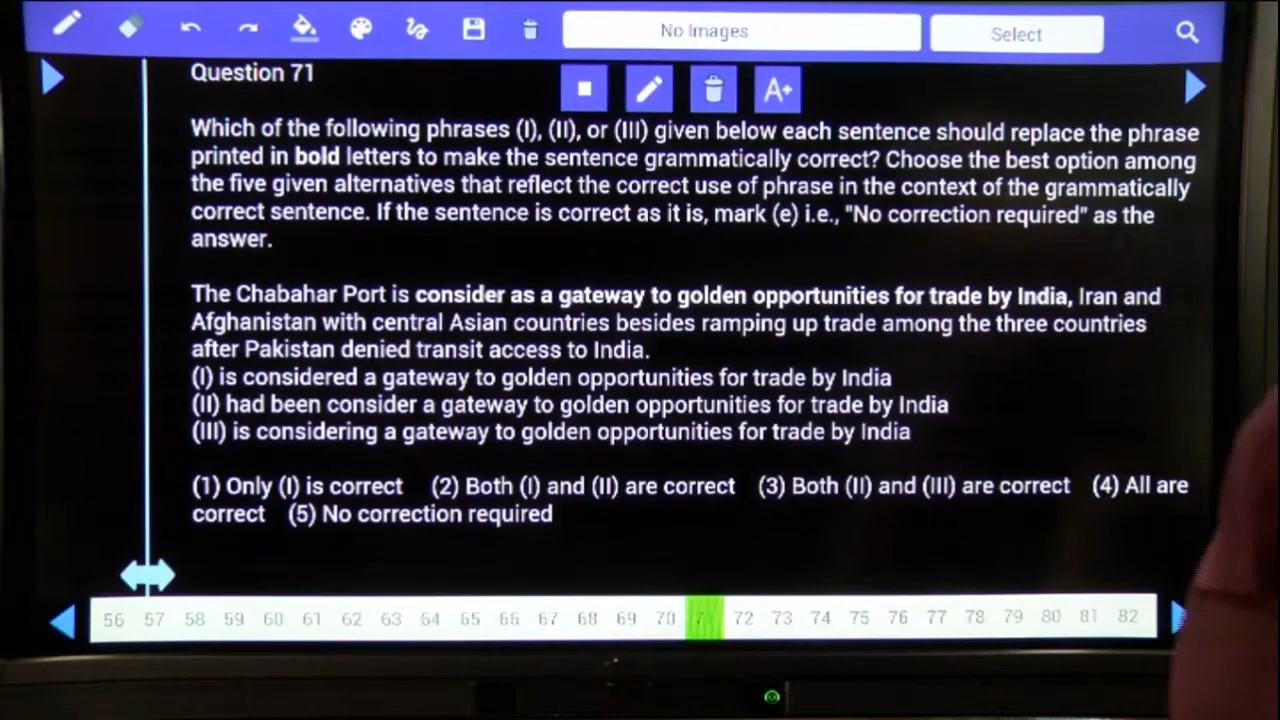 No Images
Select
A+
Question 71
Which of the following phrases (I), (II), or (III) given below each sentence should replace the phrase
printed in bold letters to make the sentence grammatically correct? Choose the best option among
the five given alternatives that reflect the correct use of phrase in the context of the grammatically
correct sentence. If the sentence is correct as it is, mark (e) i.e., "No correction required" as the
answer.
The Chabahar Port is consider as a gateway to golden opportunities for trade by India, Iran and
Afghanistan with central Asian countries besides ramping up trade among the three countries
after Pakistan denied transit access to India.
(I) is considered a gateway to golden opportunities for trade by India
(II) had been consider a gateway to golden opportunities for trade by India
(III) is considering a gateway to golden opportunities for trade by India
(1) Only (I) is correct (2) Both (I) and (II) are correct (3) Both (II) and (III) are correct (4) All are
correct (5) No correction required
56 57 58 59 60 61 62 63 64 65 66 67 68 69 70 71 72 73 74 75 76 77 78 79 80 81 82